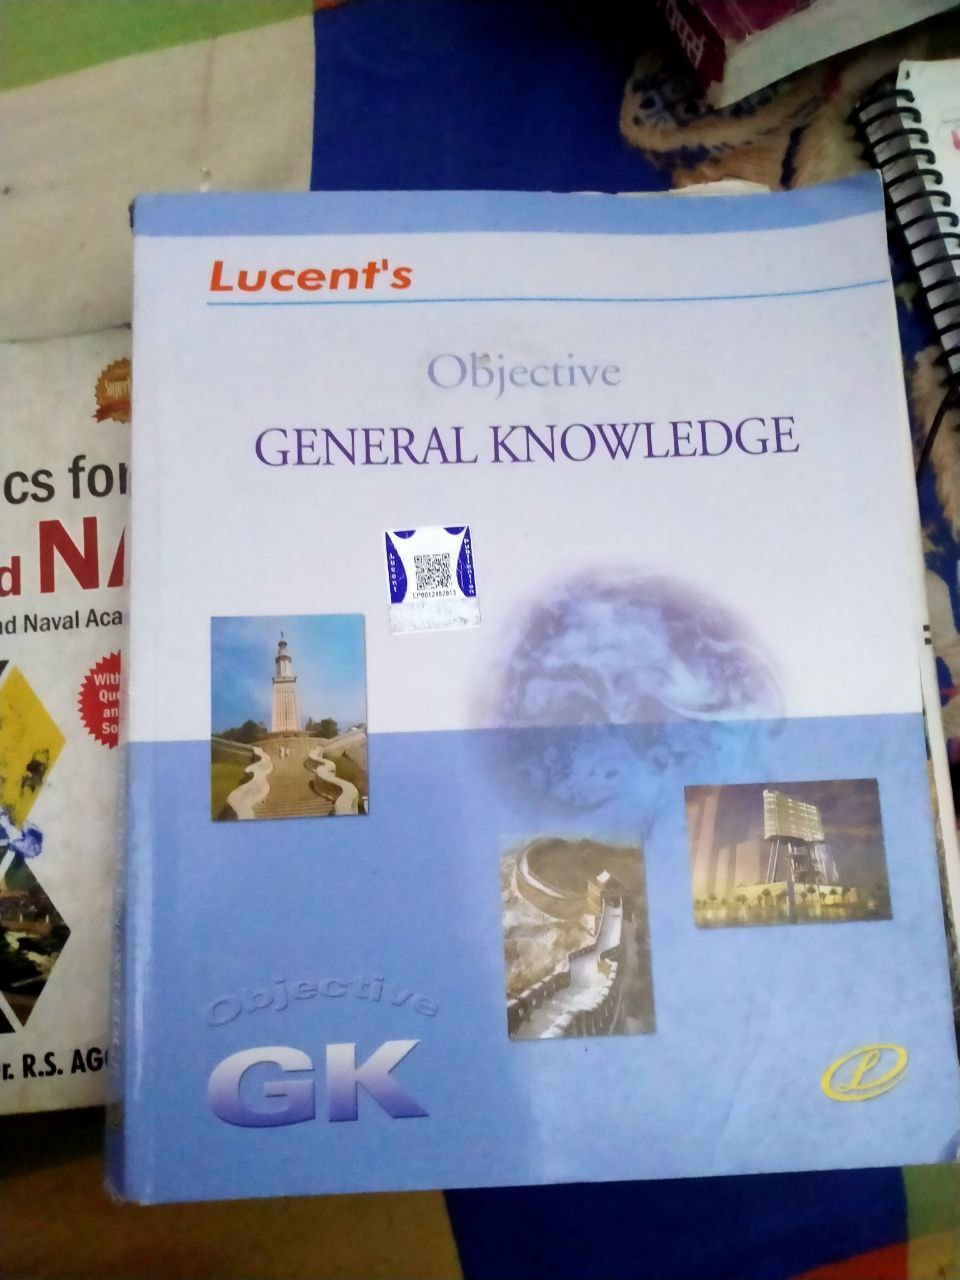 Lucent's
Objective
GENERAL KNOWLEDGE
Lucent
Publication
LP0012482813
Objective
GK
cs for
d NA
nd Naval Aca
With
Que
an
So
r. R.S. AG